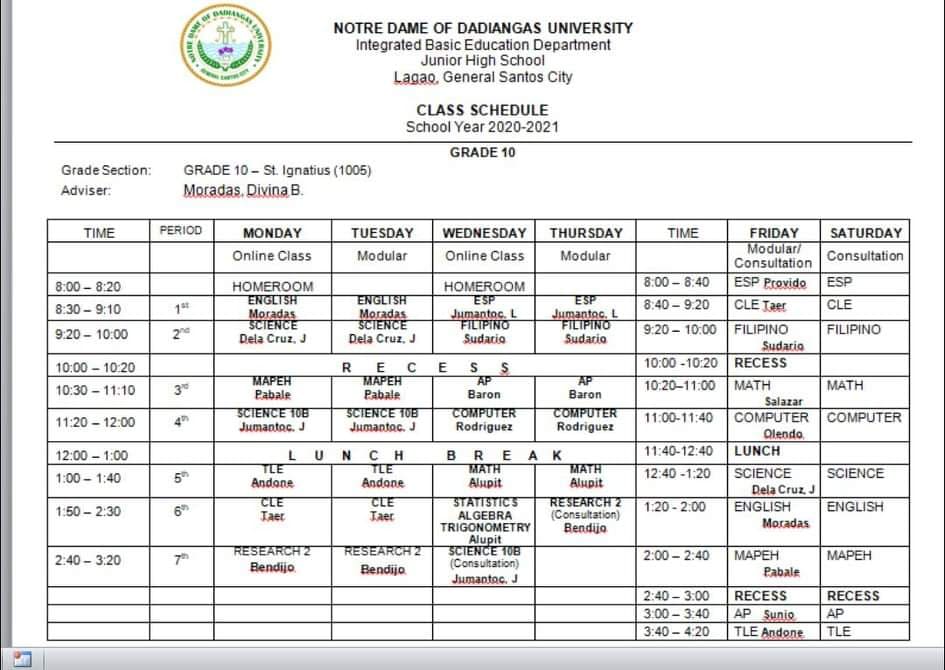 NOTRE DAME OF DADIANGAS UNIVERSITY
NOTRE DAME OF DADIANGAS UNIVERSITY
Integrated Basic Education Department
Junior High School
Lagao, General Santos City
CLASS SCHEDULE
School Year 2020-2021
GRADE 10
Grade Section: GRADE 10 – St. Ignatius (1005)
Adviser: Moradas, Divina B.
TIME PERIOD MONDAY TUESDAY WEDNESDAY THURSDAY TIME FRIDAY SATURDAY
Online Class Modular Online Class Modular Modular/ Consultation
Consultation
8:00 – 8:20 HOMEROOM HOMEROOM 8:00 – 8:40 ESP Provido ESP
8:30 – 9:10 1st ENGLISH ENGLISH ESP ESP 8:40 – 9:20 CLE Taer CLE
Moradas Moradas Jumantoc, L Jumantoc, L
9:20 – 10:00 2nd SCIENCE SCIENCE FILIPINO FILIPINO 9:20 – 10:00 FILIPINO FILIPINO
Dela Cruz, J Dela Cruz, J Sudario Sudario Sudario
10:00 – 10:20 R E C E S S 10:00 -10:20 RECESS
10:30 – 11:10 3rd MAPEH MAPEH AP AP 10:20–11:00 MATH MATH
Pabale Pabale Baron Baron Salazar
11:20 – 12:00 4th SCIENCE 10B SCIENCE 10B COMPUTER COMPUTER 11:00-11:40 COMPUTER COMPUTER
Jumantoc, J Jumantoc, J Rodriguez Rodriguez Olendo
12:00 – 1:00 L U N C H B R E A K 11:40-12:40 LUNCH
1:00 – 1:40 5th TLE TLE MATH MATH 12:40 -1:20 SCIENCE SCIENCE
Andone Andone Alupit Alupit Dela Cruz, J
1:50 – 2:30 6th CLE CLE STATISTICS RESEARCH 2 1:20 - 2:00 ENGLISH ENGLISH
Taer Taer ALGEBRA (Consultation) Moradas
TRIGONOMETRY Bendijo
Alupit
2:40 – 3:20 7th RESEARCH 2 RESEARCH 2 SCIENCE 10B 2:00 – 2:40 MAPEH MAPEH
Bendijo Bendijo (Consultation) Pabale
Jumantoc, J
2:40 – 3:00 RECESS RECESS
3:00 – 3:40 AP Sunio AP
3:40 – 4:20 TLE Andone TLE